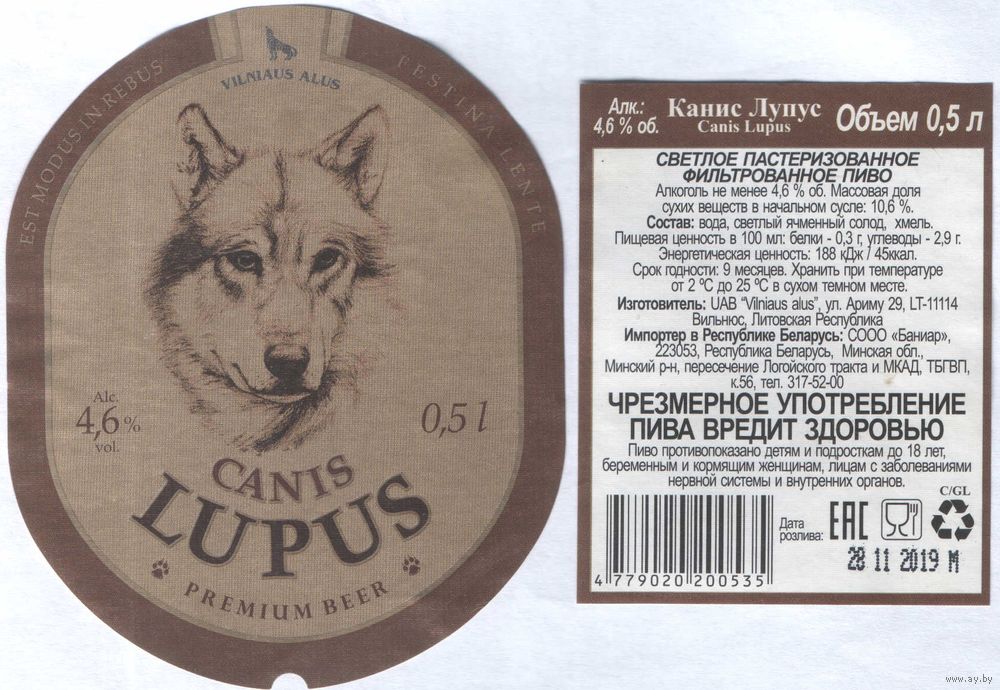 VILNIAUS ALUS
EST MODUS IN REBUS
FESTINA LENTE
Alc.
4,6 %
vol.
0,5 l
CANIS
LUPUS
PREMIUM BEER
Алк.:
4,6 % об.
Канис Лупус
Canis Lupus
Объем 0,5 л
СВЕТЛОЕ ПАСТЕРИЗОВАННОЕ
ФИЛЬТРОВАННОЕ ПИВО
Алкоголь не менее 4,6 % об. Массовая доля
сухих веществ в начальном сусле: 10,6 %.
Состав: вода, светлый ячменный солод, хмель.
Пищевая ценность в 100 мл: белки - 0,3 г, углеводы - 2,9 г.
Энергетическая ценность: 188 кДж / 45ккал.
Срок годности: 9 месяцев. Хранить при температуре
от 2 ºС до 25 ºС в сухом темном месте.
Изготовитель: UAB “Vilniaus alus”, ул. Ариму 29, LT-11114
Вильнюс, Литовская Республика
Импортер в Республике Беларусь: СООО «Баниар»,
223053, Республика Беларусь, Минская обл.,
Минский р-н, пересечение Логойского тракта и МКАД, ТБГВП,
к.56, тел. 317-52-00
ЧРЕЗМЕРНОЕ УПОТРЕБЛЕНИЕ
ПИВА ВРЕДИТ ЗДОРОВЬЮ
Пиво противопоказано детям и подросткам до 18 лет,
беременным и кормящим женщинам, лицам с заболеваниями
нервной системы и внутренних органов.
C/GL
Дата
розлива:
EAC
28 11 2019 M
4 779020 200535
www.ay.by